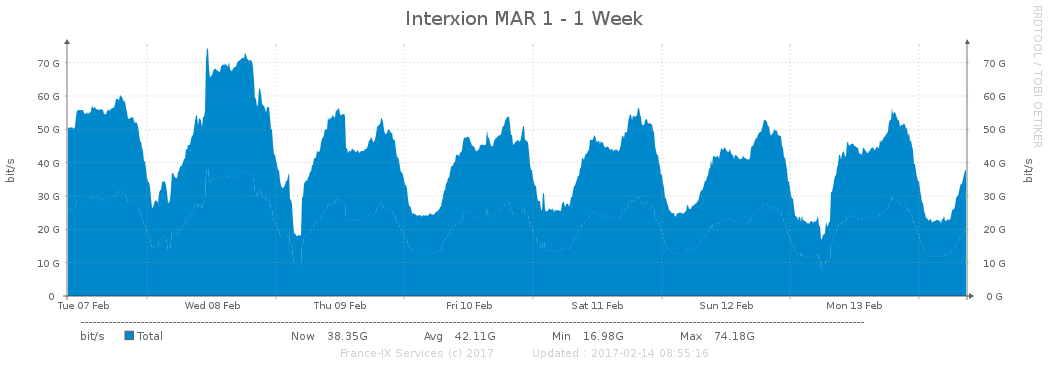 Interxion MAR 1 - 1 Week
RRDTOOL / TOBI OETIKER
bit/s
70 G 70 G
60 G 60 G
50 G 50 G
40 G 40 G
30 G 30 G
20 G 20 G
10 G 10 G
0 0 G
bit/s
Tue 07 Feb Wed 08 Feb Thu 09 Feb Fri 10 Feb Sat 11 Feb Sun 12 Feb Mon 13 Feb
bit/s Total Now 38.35G Avg 42.11G Min 16.98G Max 74.18G
France-IX Services (c) 2017 Updated : 2017-02-14 08:55:16